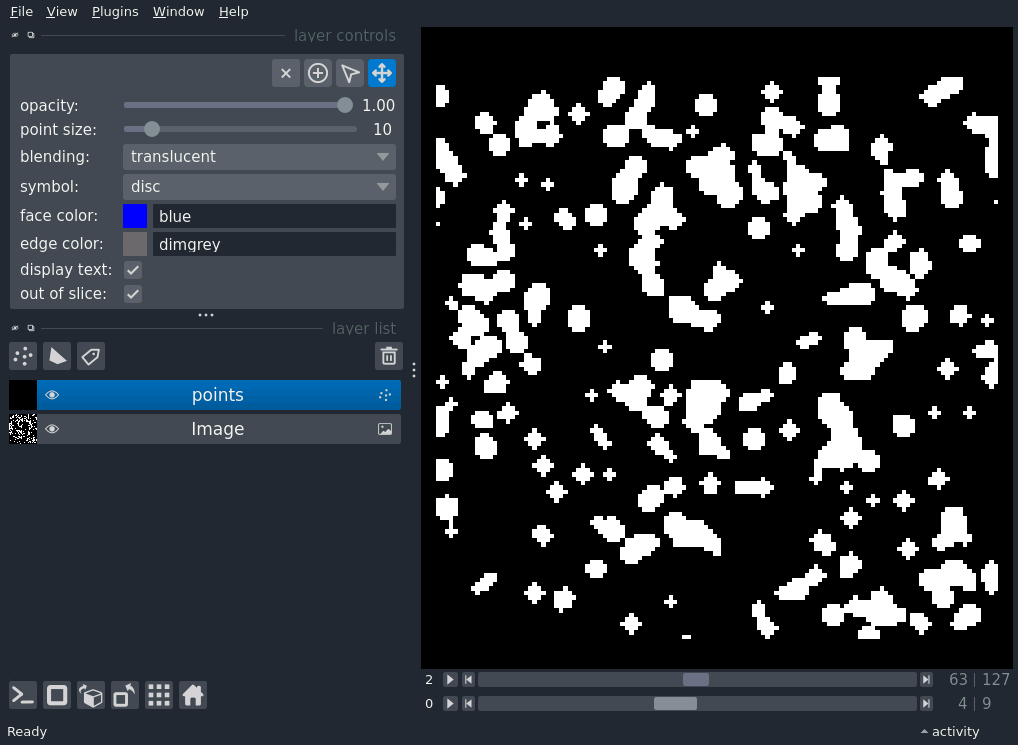 File View Plugins Window Help
layer controls
opacity: 1.00
point size: 10
blending: translucent
symbol: disc
face color: blue
edge color: dimgrey
display text:
out of slice:
layer list
points
Image
2 63 | 127
0 4 | 9
Ready activity